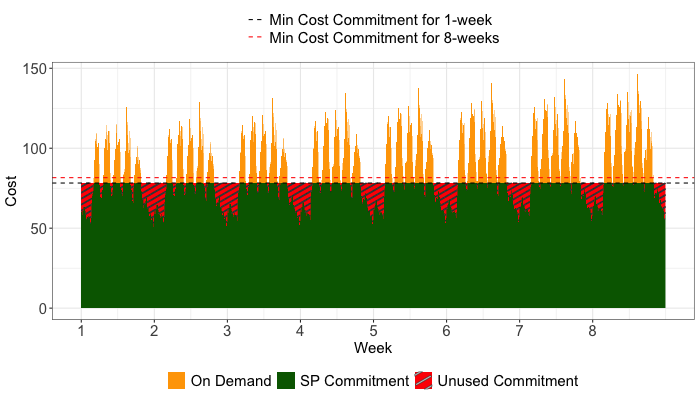 Min Cost Commitment for 1-week
Min Cost Commitment for 8-weeks
150
100
50
0
Cost
1 2 3 4 5 6 7 8
Week
On Demand SP Commitment Unused Commitment